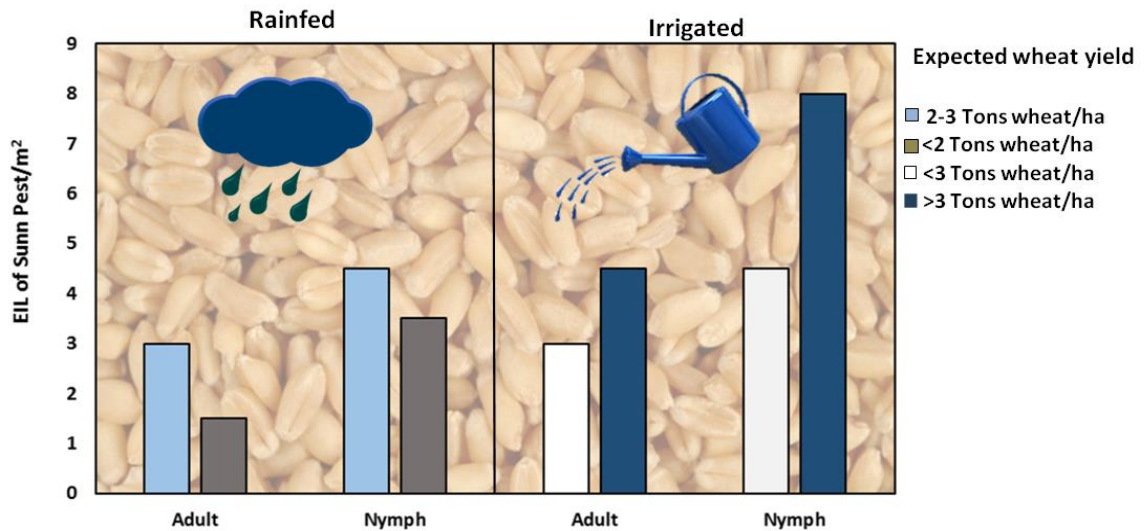 Rainfed
Irrigated
9
8
7
6
5
4
3
2
1
0
EIL of Sunn Pest/m²
Adult
Nymph
Adult
Nymph
Expected wheat yield
2-3 Tons wheat/ha
<2 Tons wheat/ha
<3 Tons wheat/ha
>3 Tons wheat/ha